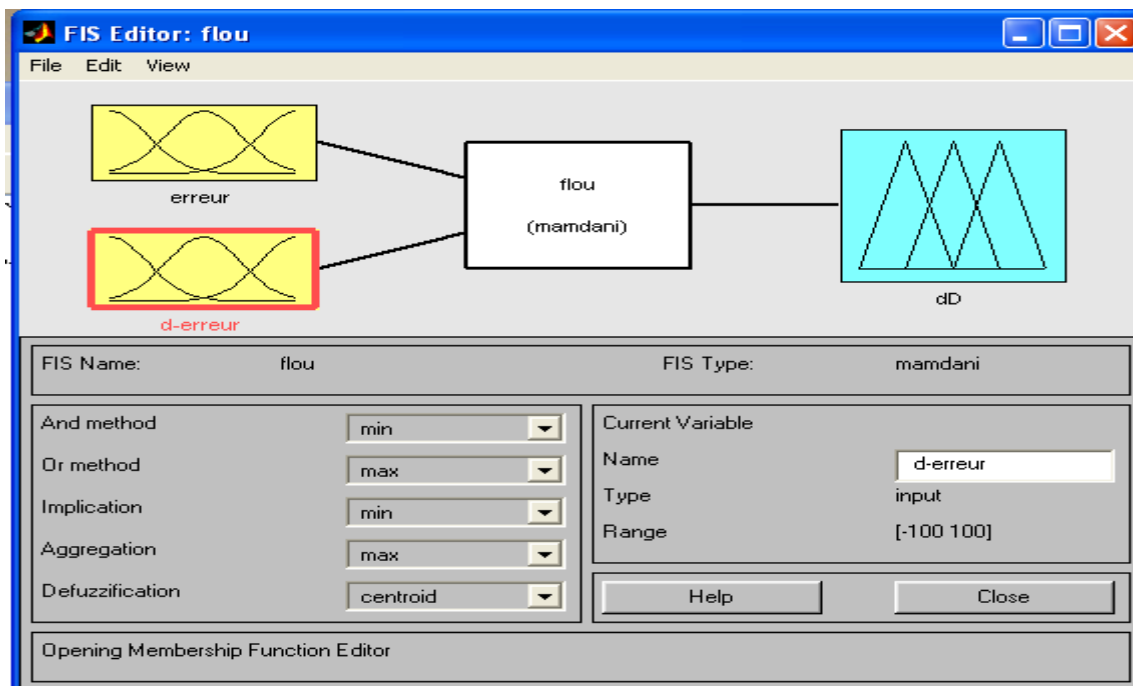 FIS Editor: flou
File Edit View
erreur
d-erreur
flou
(mamdani)
dD
FIS Name: flou
FIS Type: mamdani
And method min
Or method max
Implication min
Aggregation max
Defuzzification centroid
Current Variable
Name d-erreur
Type input
Range [-100 100]
Help Close
Opening Membership Function Editor